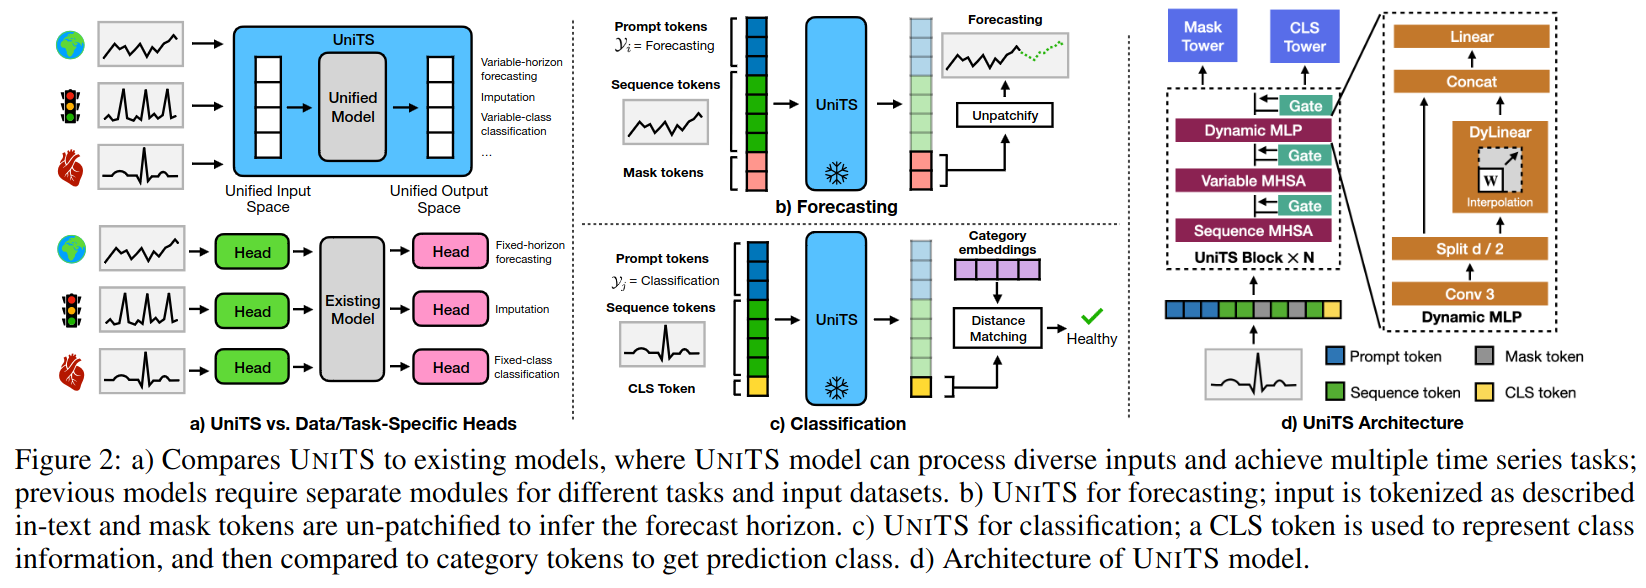 UniTS
Unified
Model
Variable-horizon
forecasting
Imputation
Variable-class
classification
...
Unified Input
Space
Unified Output
Space
Head
Head
Head
Existing
Model
Head
Head
Head
Fixed-horizon
forecasting
Imputation
Fixed-class
classification
a) UniTS vs. Data/Task-Specific Heads
Prompt tokens
𝒴ᵢ = Forecasting
Sequence tokens
Mask tokens
UniTS
Forecasting
Unpatchify
b) Forecasting
Prompt tokens
𝒴ⱼ = Classification
Sequence tokens
CLS Token
UniTS
Category
embeddings
Distance
Matching
Healthy
c) Classification
Mask
Tower
CLS
Tower
Gate
Dynamic MLP
Gate
Variable MHSA
Gate
Sequence MHSA
UniTS Block × N
Linear
Concat
DyLinear
W
Interpolation
Split d / 2
Conv 3
Dynamic MLP
Prompt token
Mask token
Sequence token
CLS token
d) UniTS Architecture
Figure 2: a) Compares UNITS to existing models, where UNITS model can process diverse inputs and achieve multiple time series tasks;
previous models require separate modules for different tasks and input datasets. b) UNITS for forecasting; input is tokenized as described
in-text and mask tokens are un-patchified to infer the forecast horizon. c) UNITS for classification; a CLS token is used to represent class
information, and then compared to category tokens to get prediction class. d) Architecture of UNITS model.